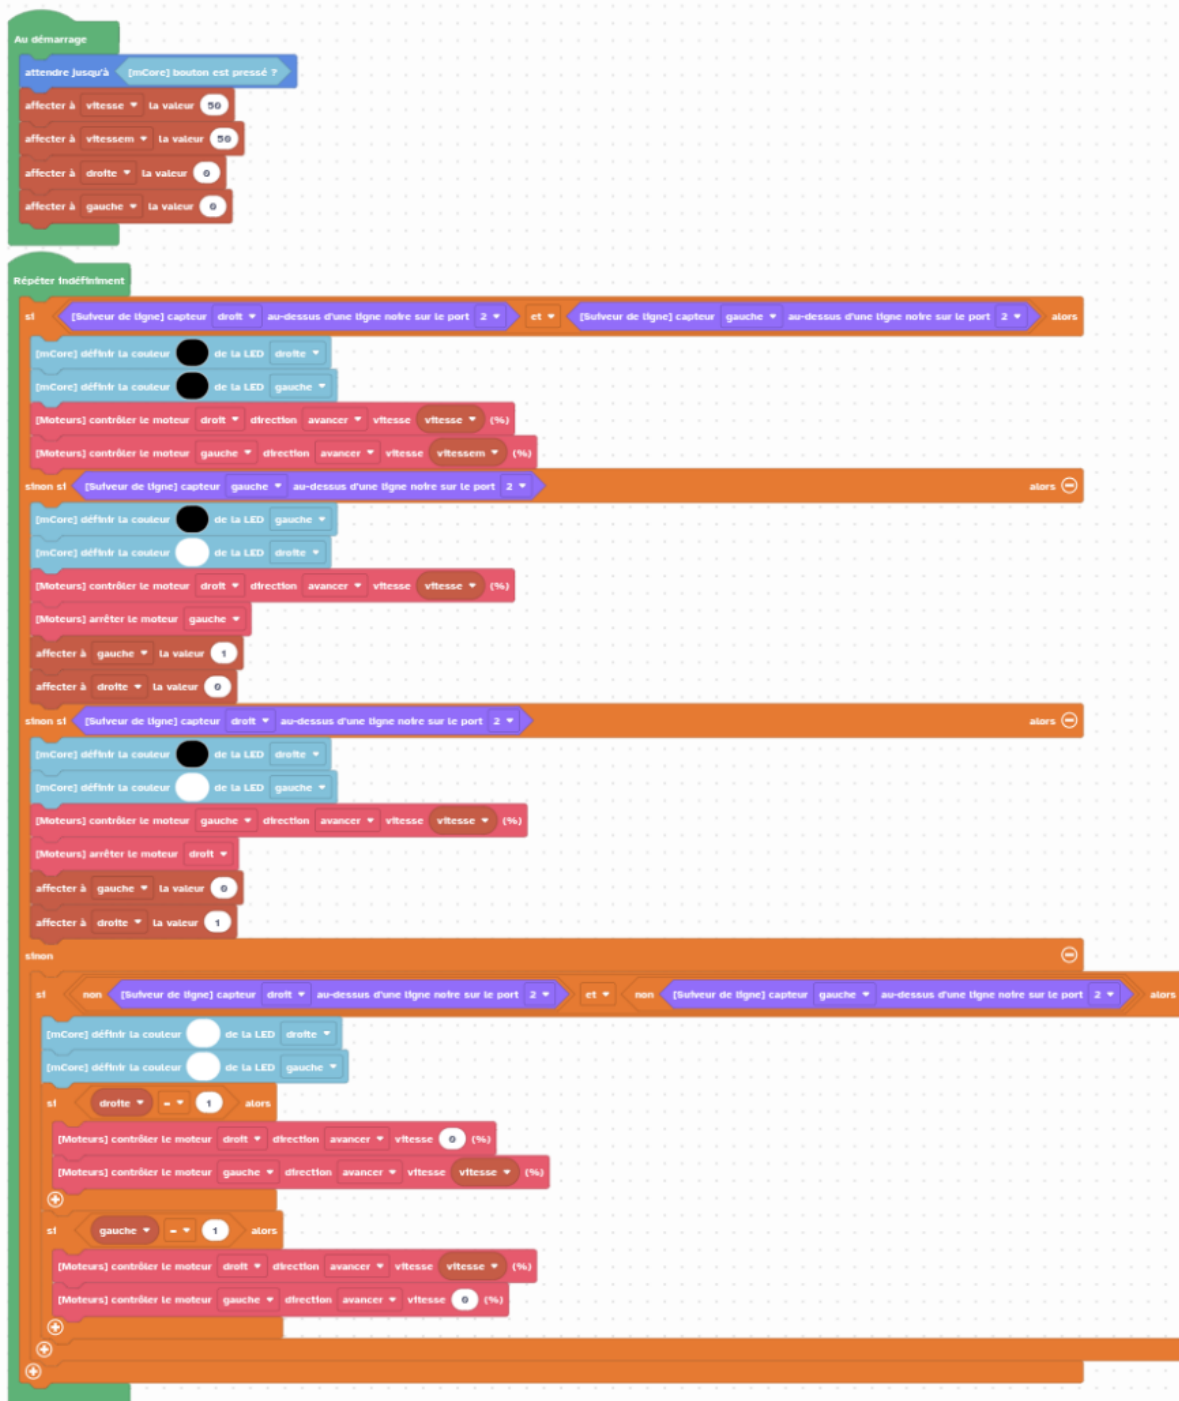 Au démarrage
attendre jusqu'à [mCore] bouton est pressé ?
affecter à vitesse la valeur 50
affecter à vitessem la valeur 50
affecter à droite la valeur 0
affecter à gauche la valeur 0
Répéter indéfiniment
si [Suiveur de ligne] capteur droit au-dessus d'une ligne noire sur le port 2 et [Suiveur de ligne] capteur gauche au-dessus d'une ligne noire sur le port 2 alors
[mCore] définir la couleur de la LED droite
[mCore] définir la couleur de la LED gauche
[Moteurs] contrôler le moteur droit direction avancer vitesse vitesse (%)
[Moteurs] contrôler le moteur gauche direction avancer vitesse vitessem (%)
sinon si [Suiveur de ligne] capteur gauche au-dessus d'une ligne noire sur le port 2 alors
[mCore] définir la couleur de la LED gauche
[mCore] définir la couleur de la LED droite
[Moteurs] contrôler le moteur droit direction avancer vitesse vitesse (%)
[Moteurs] arrêter le moteur gauche
affecter à gauche la valeur 1
affecter à droite la valeur 0
sinon si [Suiveur de ligne] capteur droit au-dessus d'une ligne noire sur le port 2 alors
[mCore] définir la couleur de la LED droite
[mCore] définir la couleur de la LED gauche
[Moteurs] contrôler le moteur gauche direction avancer vitesse vitesse (%)
[Moteurs] arrêter le moteur droit
affecter à gauche la valeur 0
affecter à droite la valeur 1
sinon
si non [Suiveur de ligne] capteur droit au-dessus d'une ligne noire sur le port 2 et non [Suiveur de ligne] capteur gauche au-dessus d'une ligne noire sur le port 2 alors
[mCore] définir la couleur de la LED droite
[mCore] définir la couleur de la LED gauche
si droite = 1 alors
[Moteurs] contrôler le moteur droit direction avancer vitesse 0 (%)
[Moteurs] contrôler le moteur gauche direction avancer vitesse vitesse (%)
si gauche = 1 alors
[Moteurs] contrôler le moteur droit direction avancer vitesse vitesse (%)
[Moteurs] contrôler le moteur gauche direction avancer vitesse 0 (%)